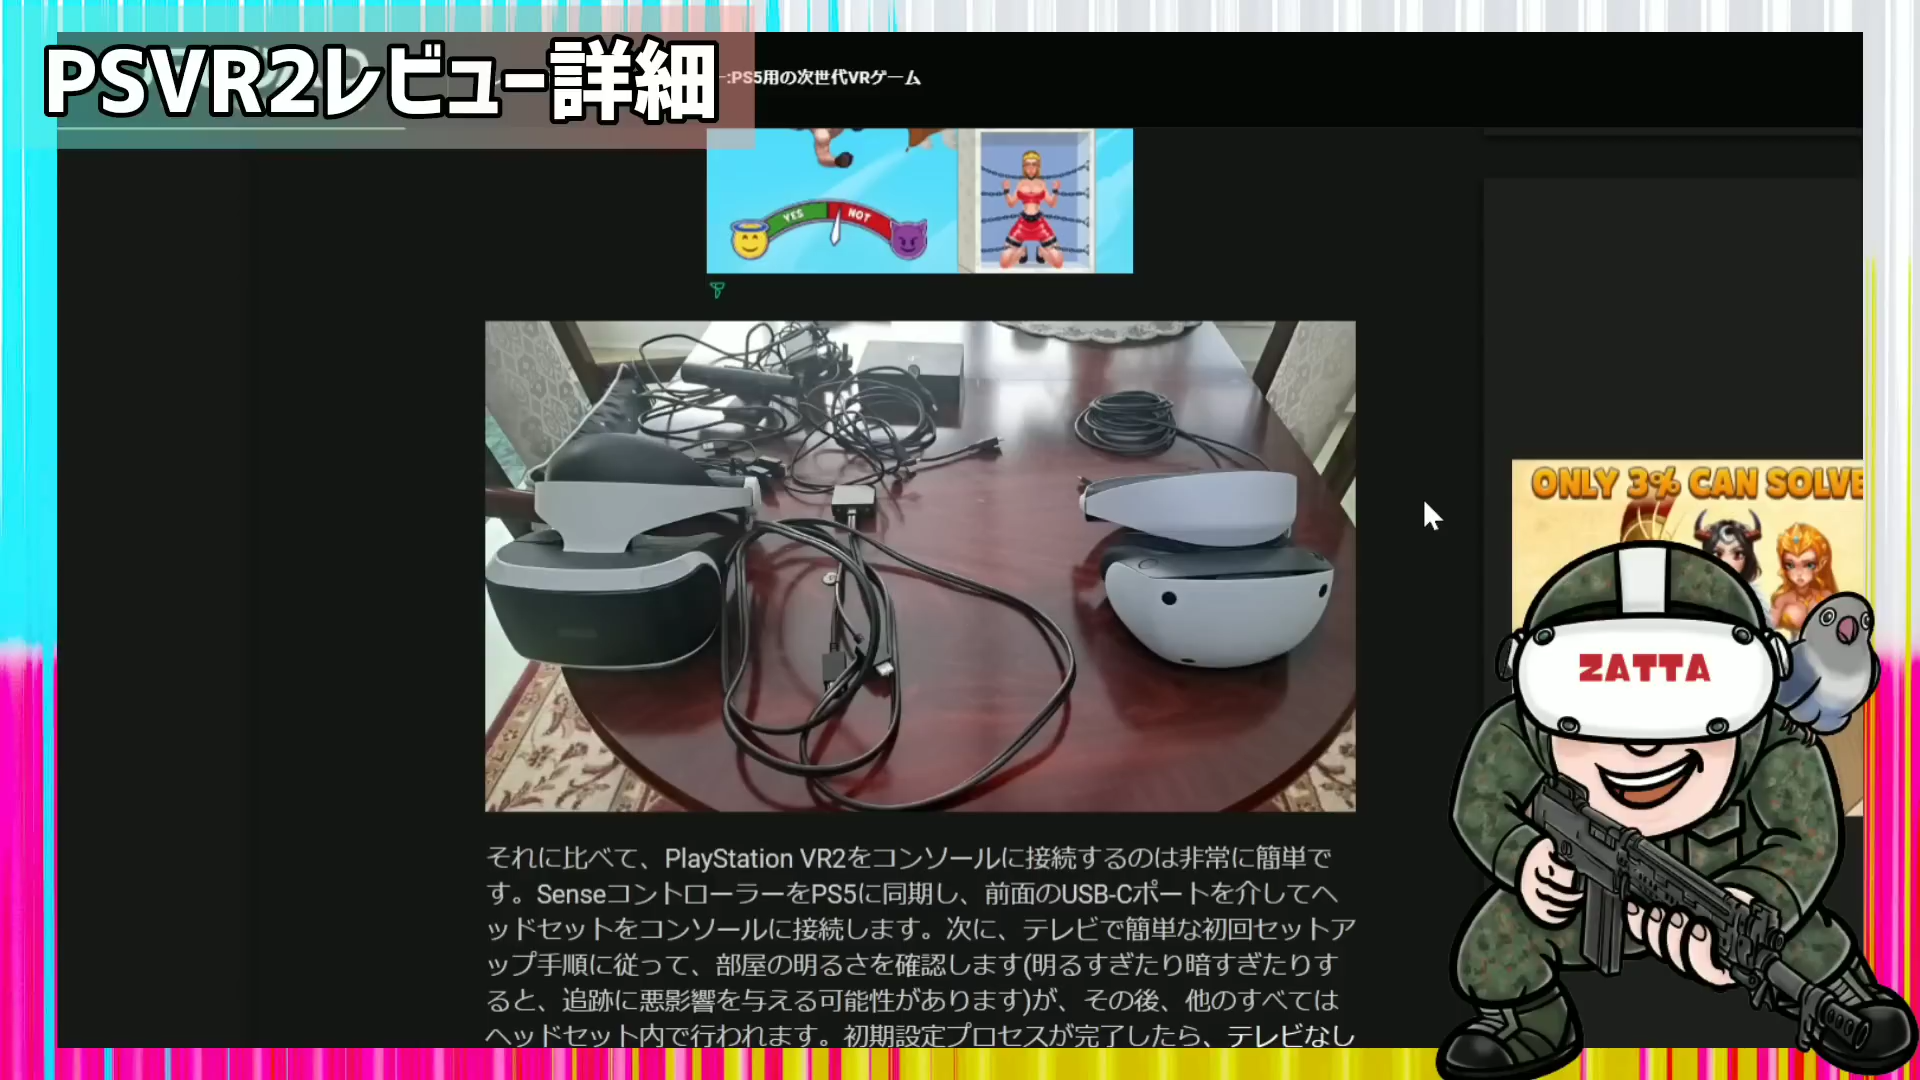 PSVR2レビュー詳細
:PS5用の次世代VRゲーム
YES
NOT
ONLY 3% CAN SOLVE
ZATTA
それに比べて、PlayStation VR2をコンソールに接続するのは非常に簡単で
す。SenseコントローラーをPS5に同期し、前面のUSB-Cポートを介してヘ
ッドセットをコンソールに接続します。次に、テレビで簡単な初回セットア
ップ手順に従って、部屋の明るさを確認します(明るすぎたり暗すぎたりす
ると、追跡に悪影響を与える可能性があります)が、その後、他のすべては
ヘッドセット内で行われます。初期設定プロセスが完了したら、テレビなし